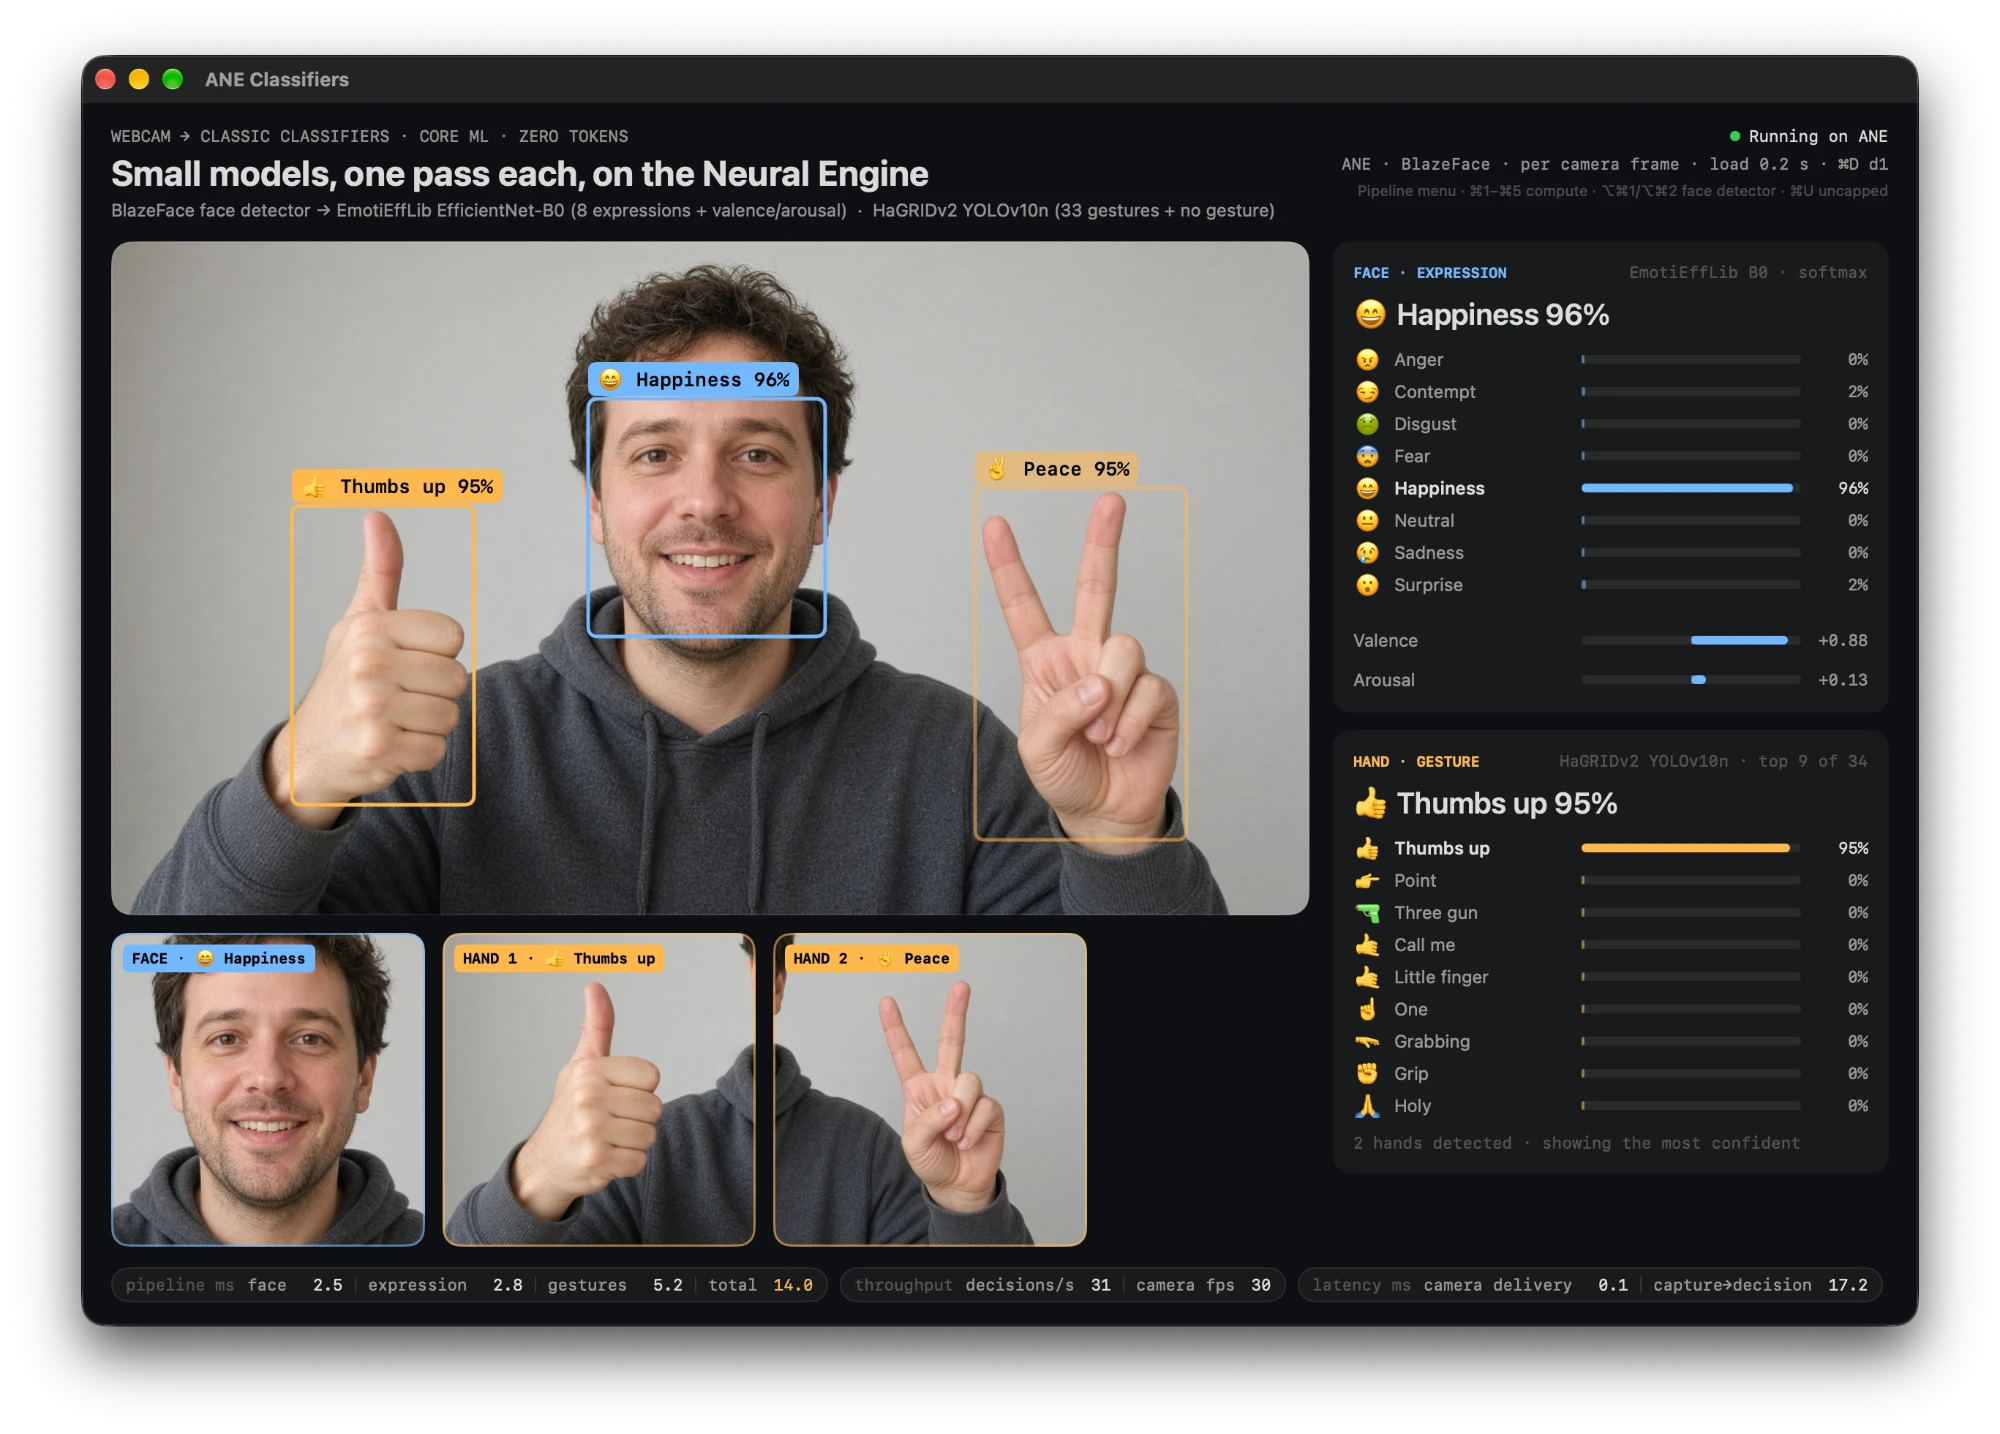 ANE Classifiers
WEBCAM → CLASSIC CLASSIFIERS · CORE ML · ZERO TOKENS
Small models, one pass each, on the Neural Engine
BlazeFace face detector → EmotiEffLib EfficientNet-B0 (8 expressions + valence/arousal) · HaGRIDv2 YOLOv10n (33 gestures + no gesture)
Running on ANE
ANE · BlazeFace · per camera frame · load 0.2 s · ⌘D d1
Pipeline menu · ⌘1–⌘5 compute · ⌥⌘1/⌥⌘2 face detector · ⌘U uncapped
😄 Happiness 96%
👍 Thumbs up 95%
✌️ Peace 95%
FACE · 😄 Happiness
HAND 1 · 👍 Thumbs up
HAND 2 · ✌️ Peace
FACE · EXPRESSION EmotiEffLib B0 · softmax
😄 Happiness 96%
😠 Anger 0%
😏 Contempt 2%
🤢 Disgust 0%
😨 Fear 0%
😄 Happiness 96%
😐 Neutral 0%
😢 Sadness 0%
😮 Surprise 2%
Valence +0.88
Arousal +0.13
HAND · GESTURE HaGRIDv2 YOLOv10n · top 9 of 34
👍 Thumbs up 95%
👍 Thumbs up 95%
👉 Point 0%
🔫 Three gun 0%
🤙 Call me 0%
🤙 Little finger 0%
☝️ One 0%
🫳 Grabbing 0%
✊ Grip 0%
🙏 Holy 0%
2 hands detected · showing the most confident
pipeline ms face 2.5 expression 2.8 gestures 5.2 total 14.0
throughput decisions/s 31 camera fps 30
latency ms camera delivery 0.1 capture→decision 17.2